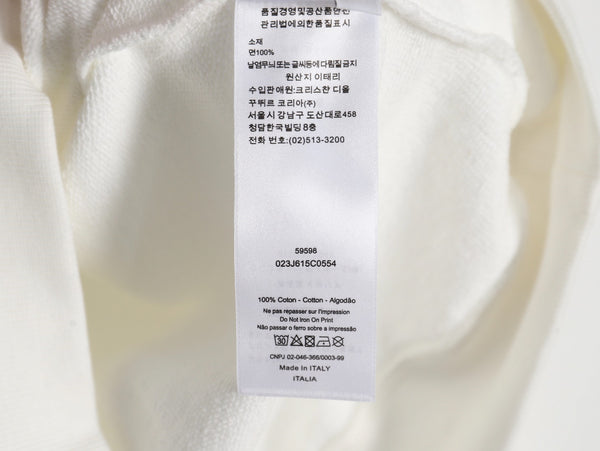 품질경영및공산품안전
관리법에의한품질표시
소재
면100%
날염무늬또는글씨등에다림질금지
원산지 이태리
수입판매원:크리스챤 디올
꾸뛰르 코리아(주)
서울시 강남구 도산대로458
청담한국빌딩8층
전화 번호:(02)513-3200
59598
023J615C0554
100% Coton - Cotton - Algodão
Ne pas repasser sur l'impression
Do Not Iron On Print
Não passar o ferro sobre a impressão
30
CNPJ 02-046-366/0003-99
Made in ITALY
ITALIA